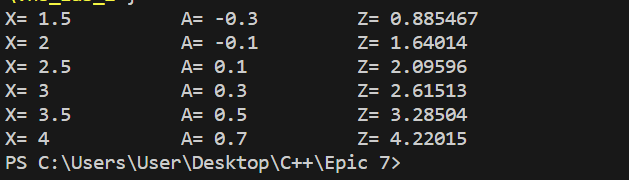 X= 1.5 A= -0.3 Z= 0.885467
X= 2 A= -0.1 Z= 1.64014
X= 2.5 A= 0.1 Z= 2.09596
X= 3 A= 0.3 Z= 2.61513
X= 3.5 A= 0.5 Z= 3.28504
X= 4 A= 0.7 Z= 4.22015
PS C:\Users\User\Desktop\C++\Epic 7>